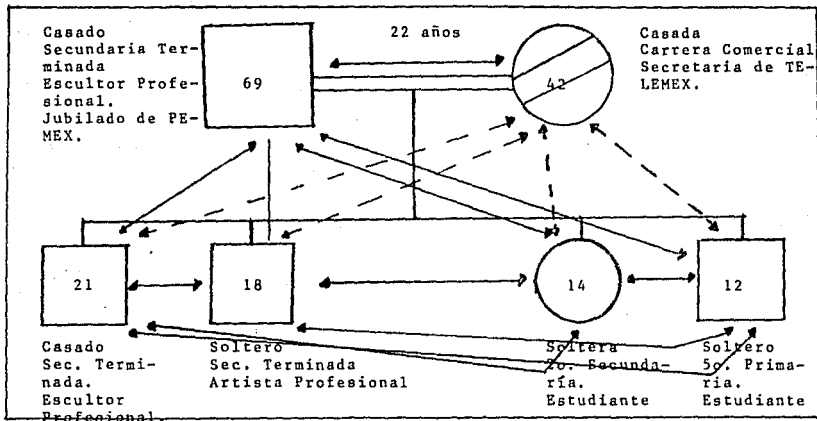 Casado
Secundaria Ter-
minada
Escultor Profe-
sional.
Jubilado de PE-
MEX.
69
22 años
42
Casada
Carrera Comercial
Secretaria de TE-
LEMEX.
21
18
14
12
Casado
Sec. Termi-
nada.
Escultor
Profesional.
Soltero
Sec. Terminada
Artista Profesional
Soltera
2o. Secunda-
ría.
Estudiante
Soltero
5o. Prima-
ria.
Estudiante